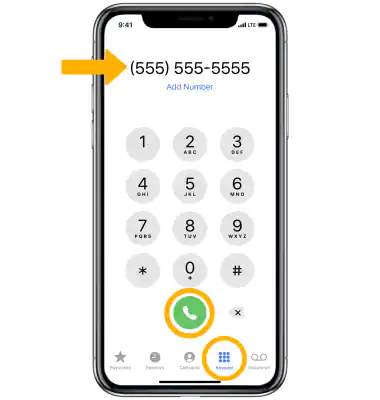 9:41 LTE
(555) 555-5555
Add Number
1 2 3
ABC DEF
4 5 6
GHI JKL MNO
7 8 9
PQRS TUV WXYZ
* 0 #
+
Favorites Recents Contacts Keypad Voicemail